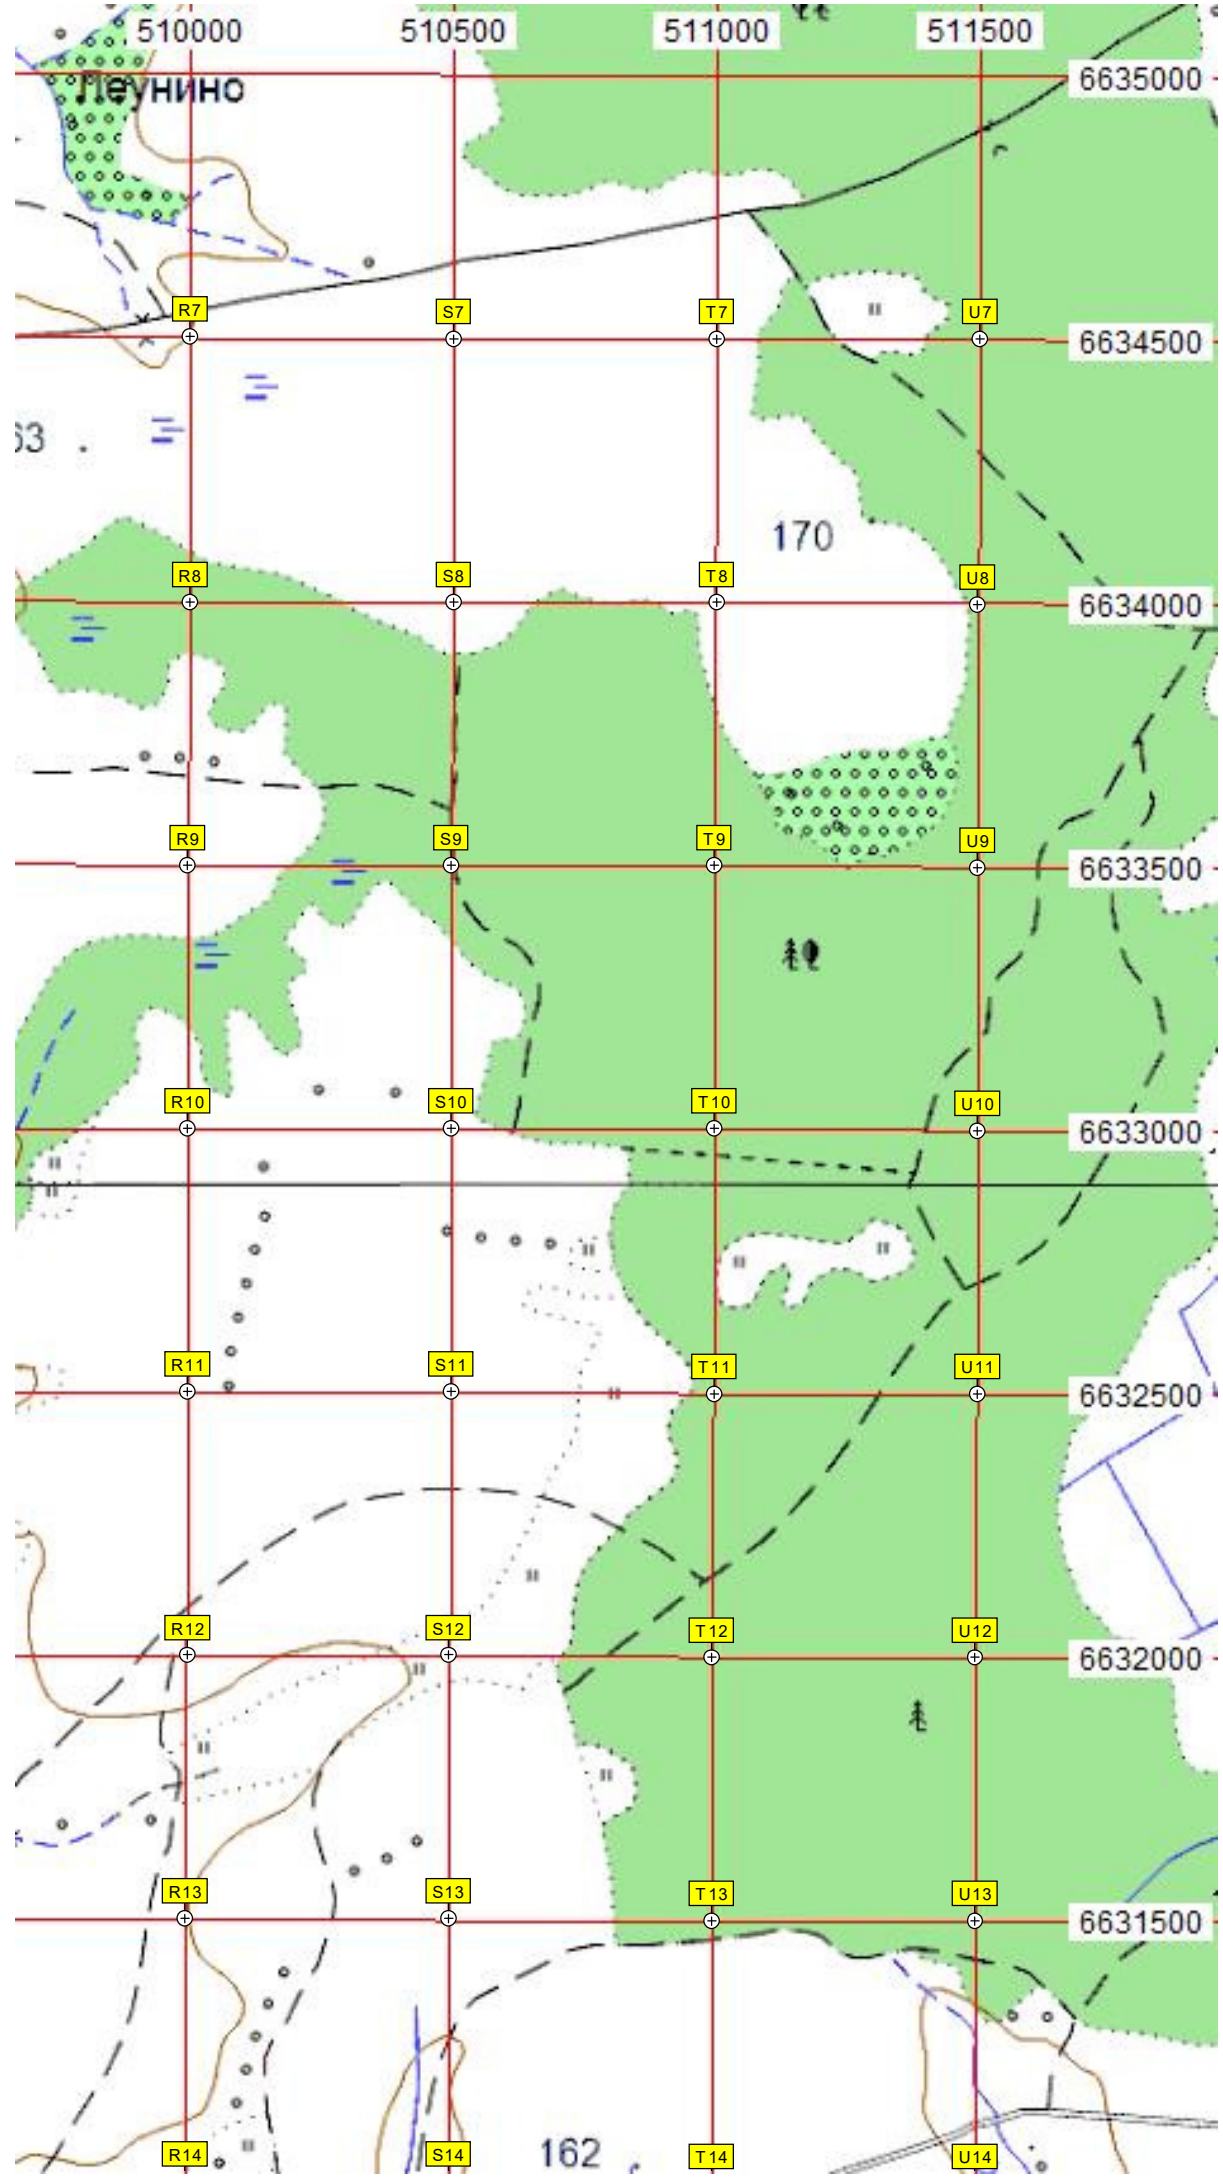 510000 510500 511000 511500
6635000
Леунино
R7 S7 T7 U7
6634500
63
170
R8 S8 T8 U8
6634000
R9 S9 T9 U9
6633500
R10 S10 T10 U10
6633000
R11 S11 T11 U11
6632500
R12 S12 T12 U12
6632000
R13 S13 T13 U13
6631500
R14 S14 162 T14 U14